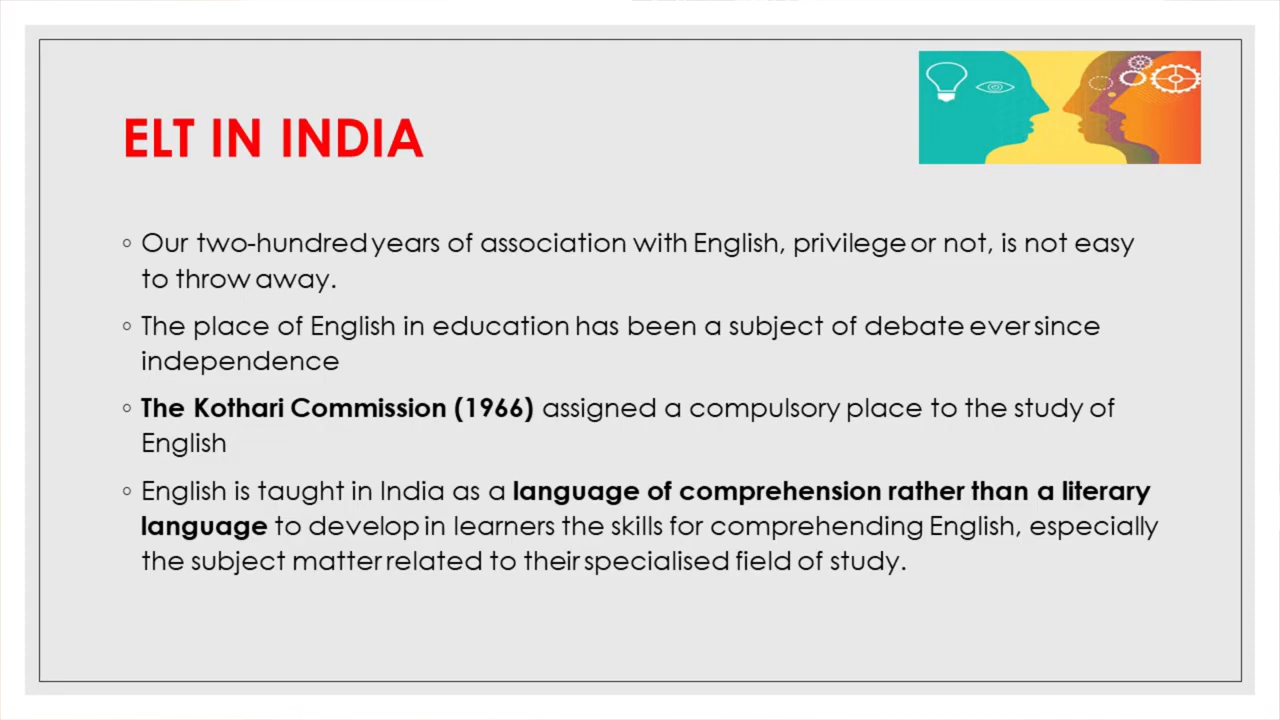 ELT IN INDIA
◦ Our two-hundred years of association with English, privilege or not, is not easy
to throw away.
◦ The place of English in education has been a subject of debate ever since
independence
◦ The Kothari Commission (1966) assigned a compulsory place to the study of
English
◦ English is taught in India as a language of comprehension rather than a literary
language to develop in learners the skills for comprehending English, especially
the subject matter related to their specialised field of study.